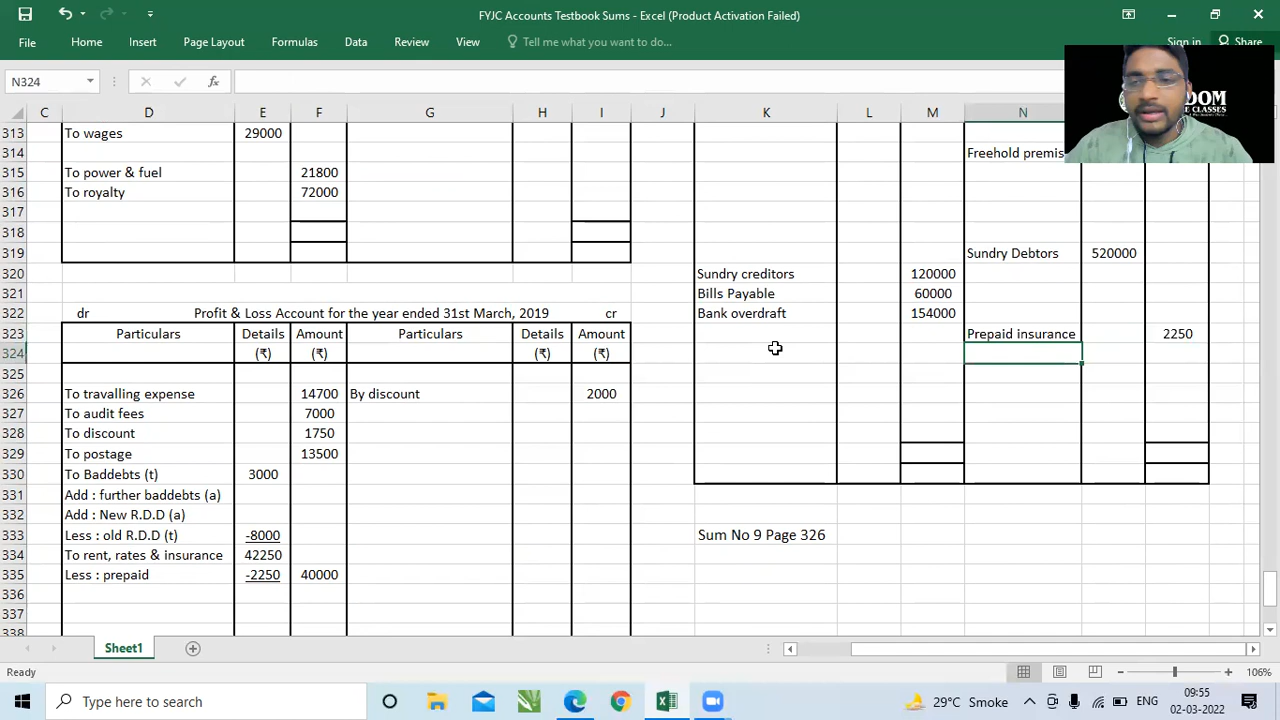 FYJC Accounts Testbook Sums - Excel (Product Activation Failed)
File Home Insert Page Layout Formulas Data Review View Tell me what you want to do... Sign in Share
N324 fx
C D E F G H I J K L M N
313 To wages 29000
314 Freehold
315 To power & fuel 21800
316 To royalty 72000
317
318
319 Sundry Debtors 520000
320 Sundry creditors 120000
321 Bills Payable 60000
322 dr Profit & Loss Account for the year ended 31st March, 2019 cr Bank overdraft 154000
323 Particulars Details Amount Particulars Details Amount Prepaid insurance 2250
324 (₹) (₹) (₹) (₹)
325
326 To travalling expense 14700 By discount 2000
327 To audit fees 7000
328 To discount 1750
329 To postage 13500
330 To Baddebts (t) 3000
331 Add : further baddebts (a)
332 Add : New R.D.D (a)
333 Less : old R.D.D (t) -8000 Sum No 9 Page 326
334 To rent, rates & insurance 42250
335 Less : prepaid -2250 40000
336
337
338
Sheet1
Ready 106%
Type here to search 29°C Smoke ENG 09:55
02-03-2022